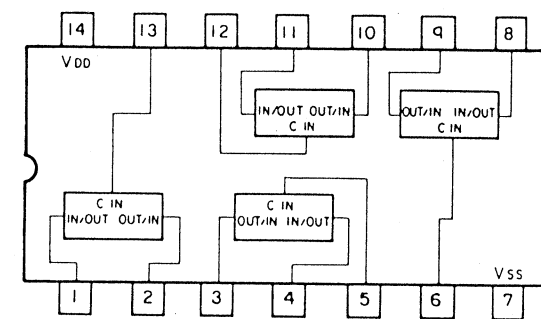 14 13 12 11 10 9 8
VDD
IN/OUT OUT/IN
C IN
OUT/IN IN/OUT
C IN
C IN
IN/OUT OUT/IN
C IN
OUT/IN IN/OUT
VSS
1 2 3 4 5 6 7